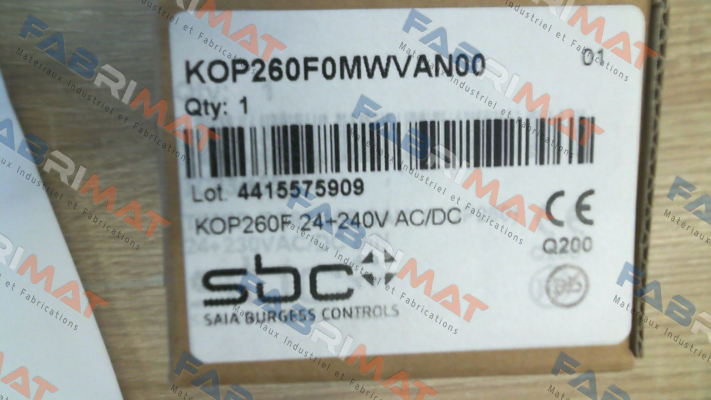 KOP260F0MWVAN00
01
Qty: 1
Lot. 4415575909
KOP260F, 24-240V AC/DC
CE
Q200
sbc
SAIA BURGESS CONTROLS
FABRIMAT
Matériaux Industriel et Fabrications